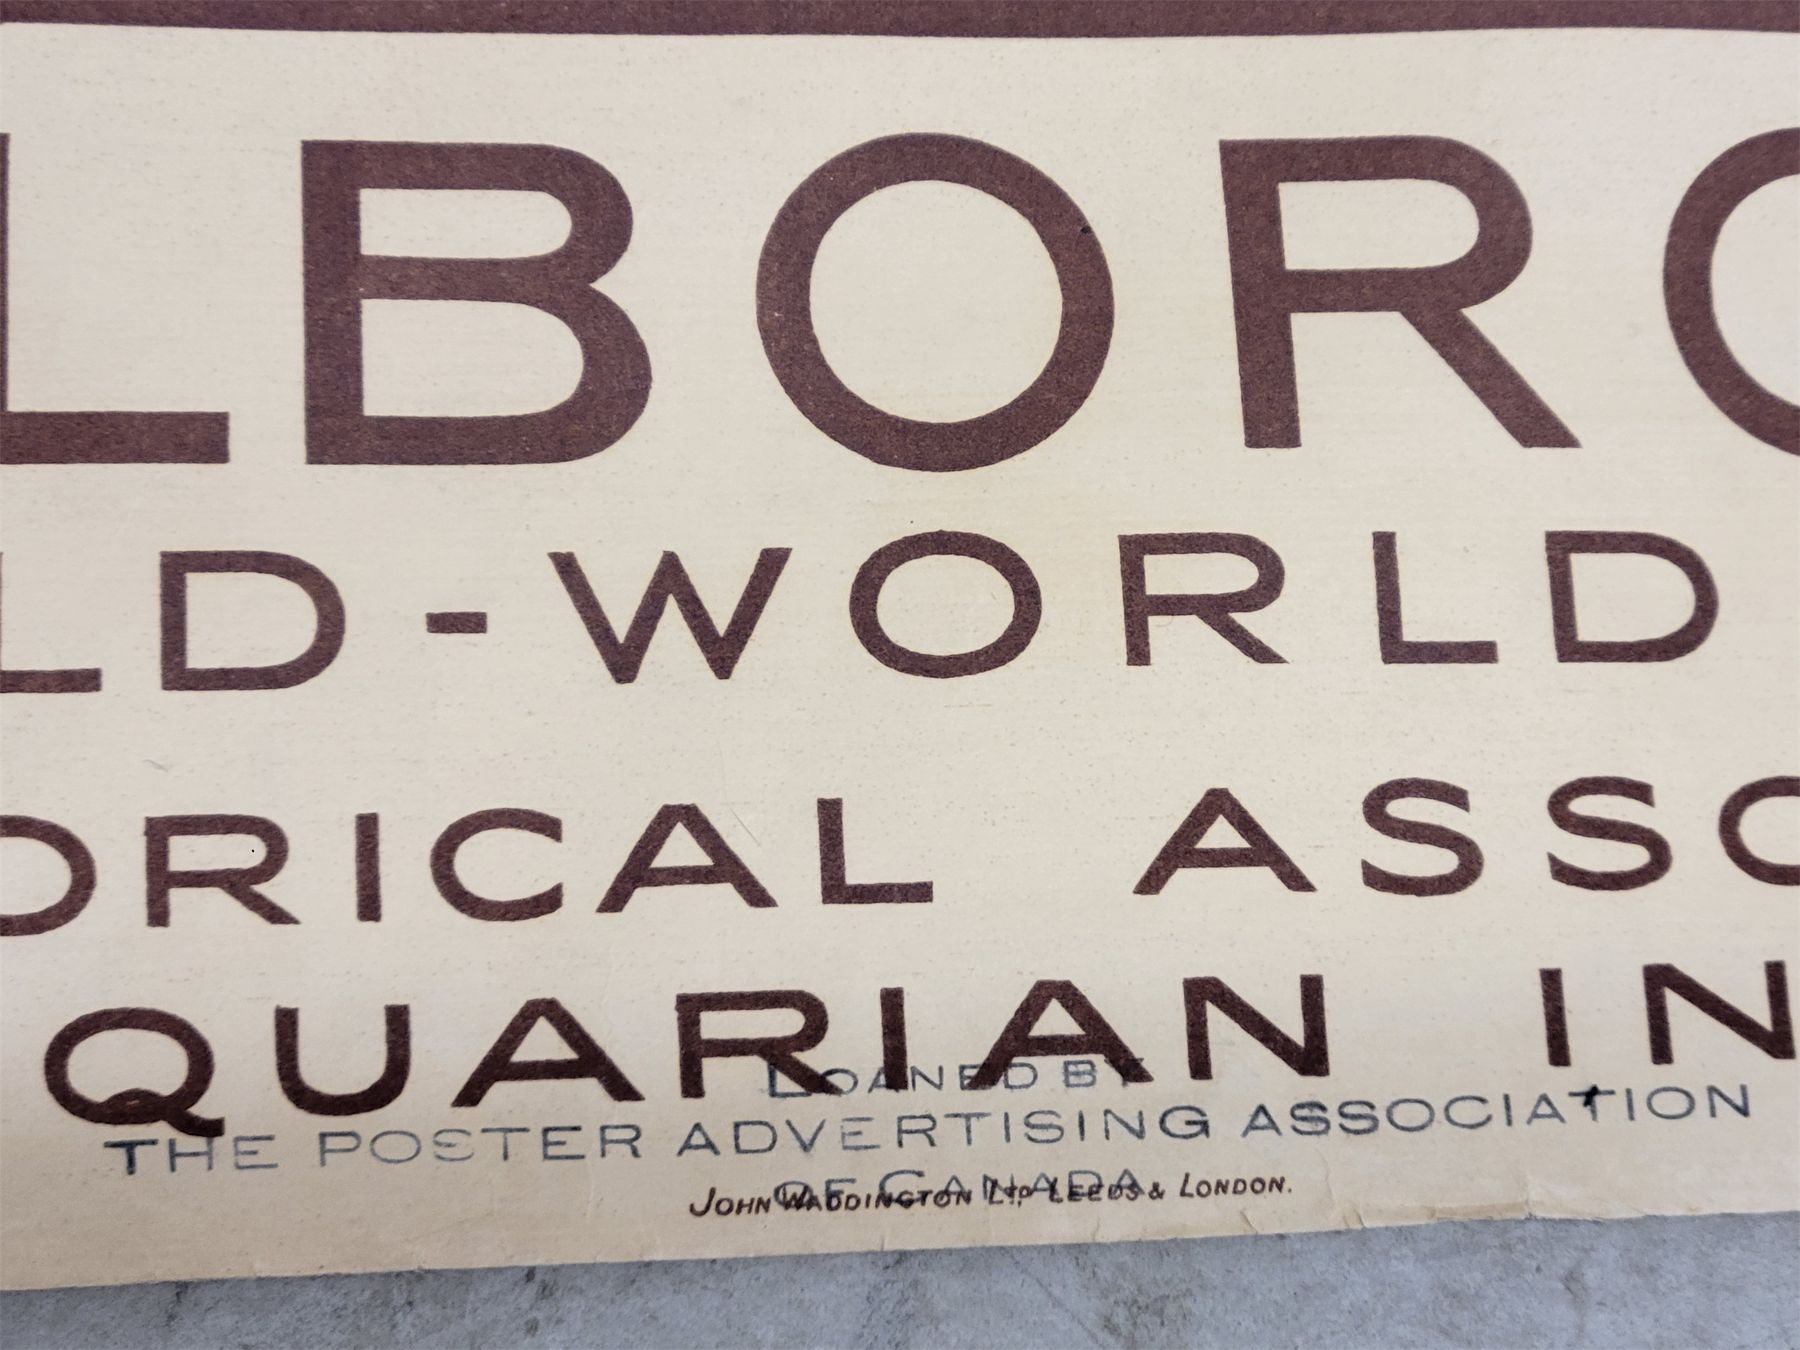 LBORO
LD-WORLD
ORICAL ASSO
QUARIAN IN
LOANED BY
THE POSTER ADVERTISING ASSOCIATION
OF CANADA
JOHN WADDINGTON LTD LEEDS & LONDON.